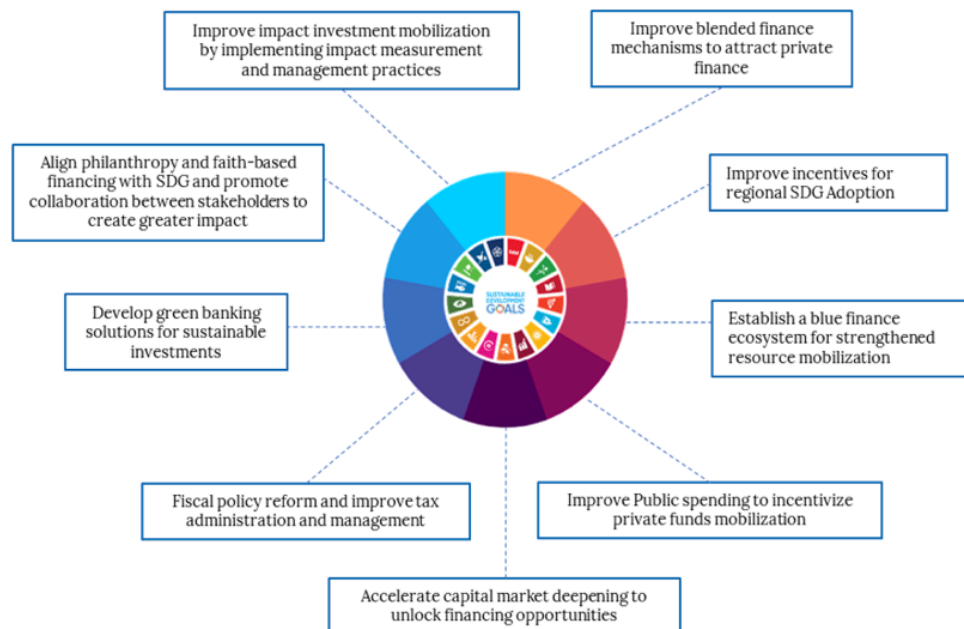 Improve impact investment mobilization
by implementing impact measurement
and management practices
Improve blended finance
mechanisms to attract private
finance
Align philanthropy and faith-based
financing with SDG and promote
collaboration between stakeholders to
create greater impact
Improve incentives for
regional SDG Adoption
SUSTAINABLE
DEVELOPMENT
GOALS
Develop green banking
solutions for sustainable
investments
Establish a blue finance
ecosystem for strengthened
resource mobilization
Fiscal policy reform and improve tax
administration and management
Improve Public spending to incentivize
private funds mobilization
Accelerate capital market deepening to
unlock financing opportunities